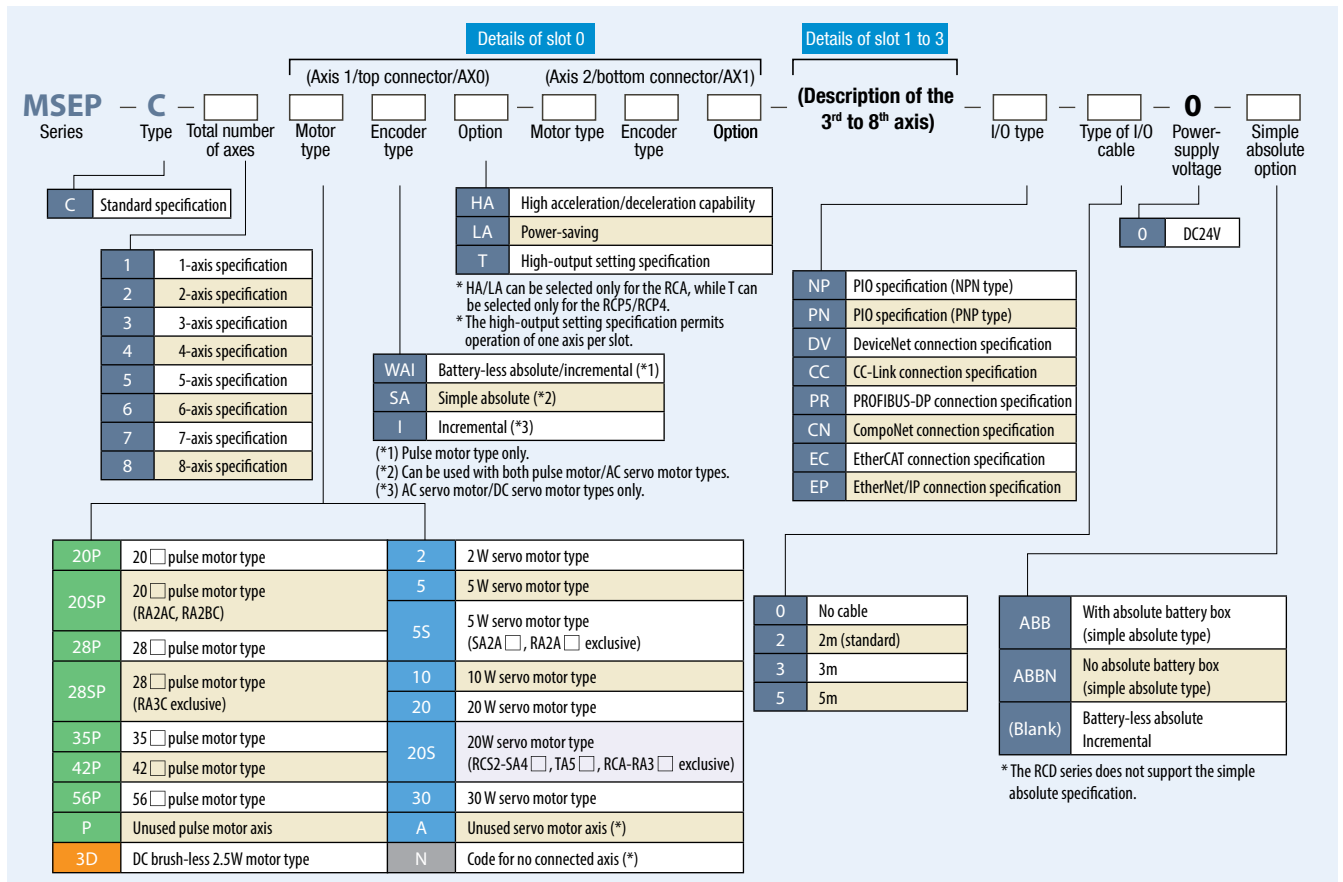 Details of slot 0
Details of slot 1 to 3
(Axis 1/top connector/AX0)
(Axis 2/bottom connector/AX1)
MSEP – C – □ □ □ □ – □ □ □ – (Description of the – □ – □ – 0 – □
3rd to 8th axis)
Series
Type
Total number
of axes
Motor
type
Encoder
type
Option
Motor type
Encoder
type
Option
I/O type
Type of I/O
cable
Power-
supply
voltage
Simple
absolute
option
C Standard specification
1 1-axis specification
2 2-axis specification
3 3-axis specification
4 4-axis specification
5 5-axis specification
6 6-axis specification
7 7-axis specification
8 8-axis specification
HA High acceleration/deceleration capability
LA Power-saving
T High-output setting specification
* HA/LA can be selected only for the RCA, while T can
be selected only for the RCP5/RCP4.
* The high-output setting specification permits
operation of one axis per slot.
WAI Battery-less absolute/incremental (*1)
SA Simple absolute (*2)
I Incremental (*3)
(*1) Pulse motor type only.
(*2) Can be used with both pulse motor/AC servo motor types.
(*3) AC servo motor/DC servo motor types only.
0 DC24V
NP PIO specification (NPN type)
PN PIO specification (PNP type)
DV DeviceNet connection specification
CC CC-Link connection specification
PR PROFIBUS-DP connection specification
CN CompoNet connection specification
EC EtherCAT connection specification
EP EtherNet/IP connection specification
20P 20 □ pulse motor type
20SP 20 □ pulse motor type
(RA2AC, RA2BC)
28P 28 □ pulse motor type
28SP 28 □ pulse motor type
(RA3C exclusive)
35P 35 □ pulse motor type
42P 42 □ pulse motor type
56P 56 □ pulse motor type
P Unused pulse motor axis
3D DC brush-less 2.5W motor type
2 2 W servo motor type
5 5 W servo motor type
5S 5 W servo motor type
(SA2A □ , RA2A □ exclusive)
10 10 W servo motor type
20 20 W servo motor type
20S 20W servo motor type
(RCS2-SA4 □ , TA5 □ , RCA-RA3 □ exclusive)
30 30 W servo motor type
A Unused servo motor axis (*)
N Code for no connected axis (*)
0 No cable
2 2m (standard)
3 3m
5 5m
ABB With absolute battery box
(simple absolute type)
ABBN No absolute battery box
(simple absolute type)
(Blank) Battery-less absolute
Incremental
* The RCD series does not support the simple
absolute specification.